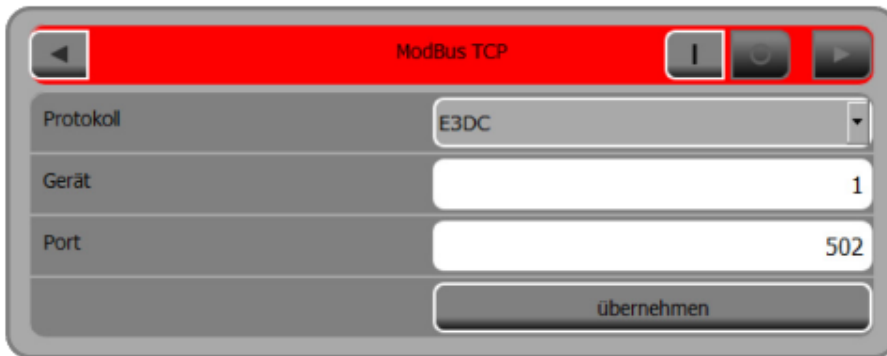 ModBus TCP
Protokoll E3DC
Gerät 1
Port 502
übernehmen